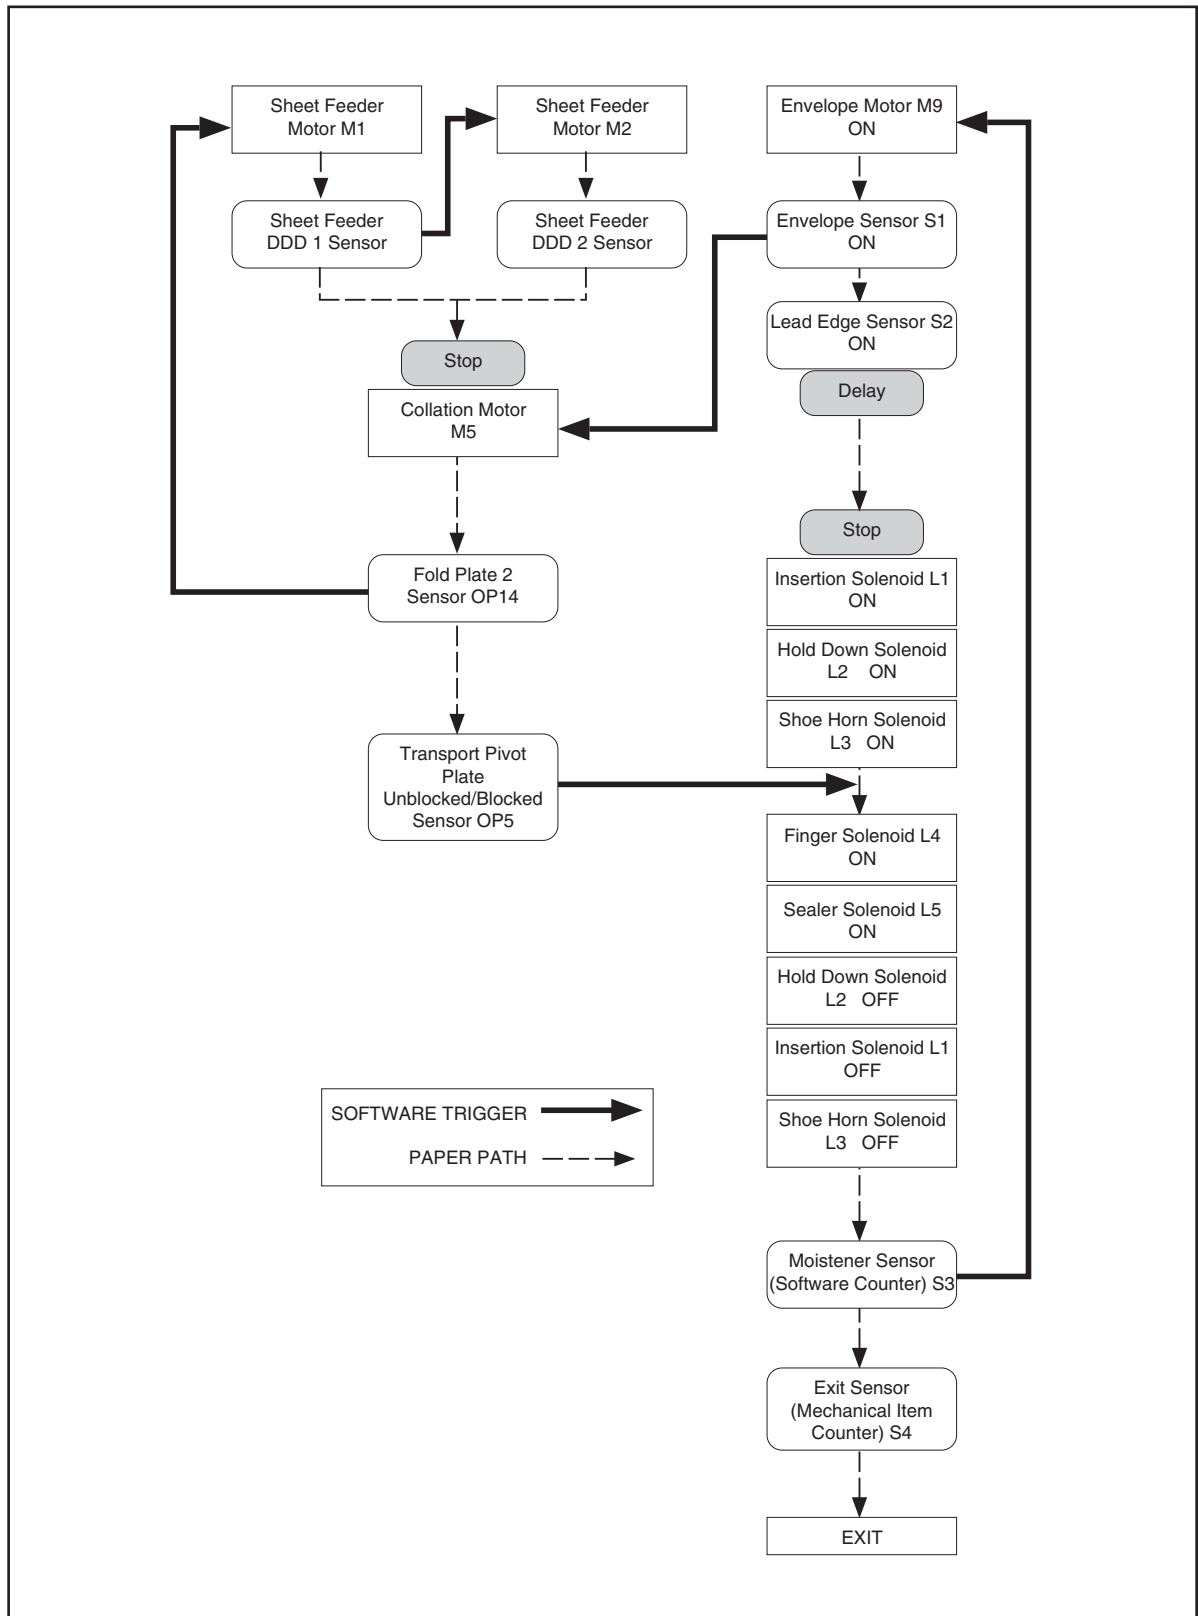 Sheet Feeder
Motor M1
Sheet Feeder
Motor M2
Envelope Motor M9
ON
Sheet Feeder
DDD 1 Sensor
Sheet Feeder
DDD 2 Sensor
Envelope Sensor S1
ON
Lead Edge Sensor S2
ON
Stop
Delay
Collation Motor
M5
Stop
Fold Plate 2
Sensor OP14
Insertion Solenoid L1
ON
Hold Down Solenoid
L2 ON
Shoe Horn Solenoid
L3 ON
Transport Pivot
Plate
Unblocked/Blocked
Sensor OP5
Finger Solenoid L4
ON
Sealer Solenoid L5
ON
Hold Down Solenoid
L2 OFF
Insertion Solenoid L1
OFF
Shoe Horn Solenoid
L3 OFF
SOFTWARE TRIGGER
PAPER PATH
Moistener Sensor
(Software Counter) S3
Exit Sensor
(Mechanical Item
Counter) S4
EXIT